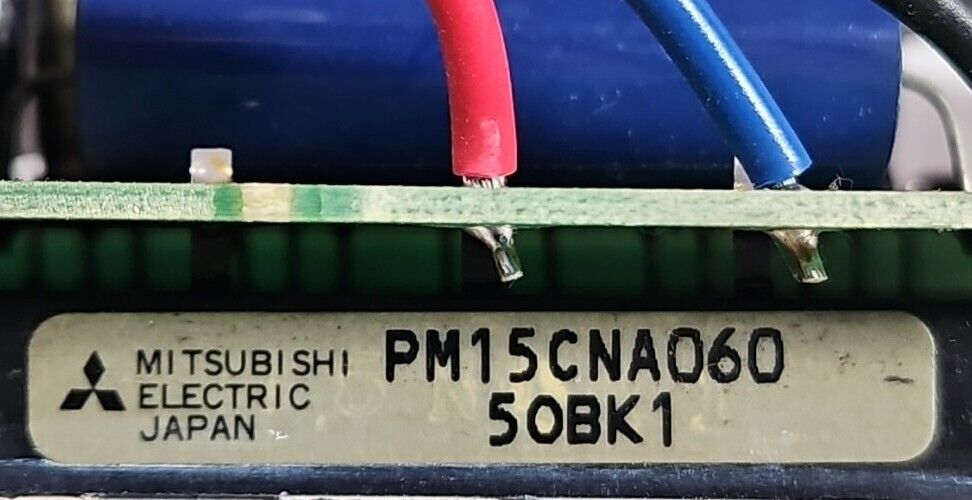 MITSUBISHI
ELECTRIC
JAPAN
PM15CNA060
50BK1